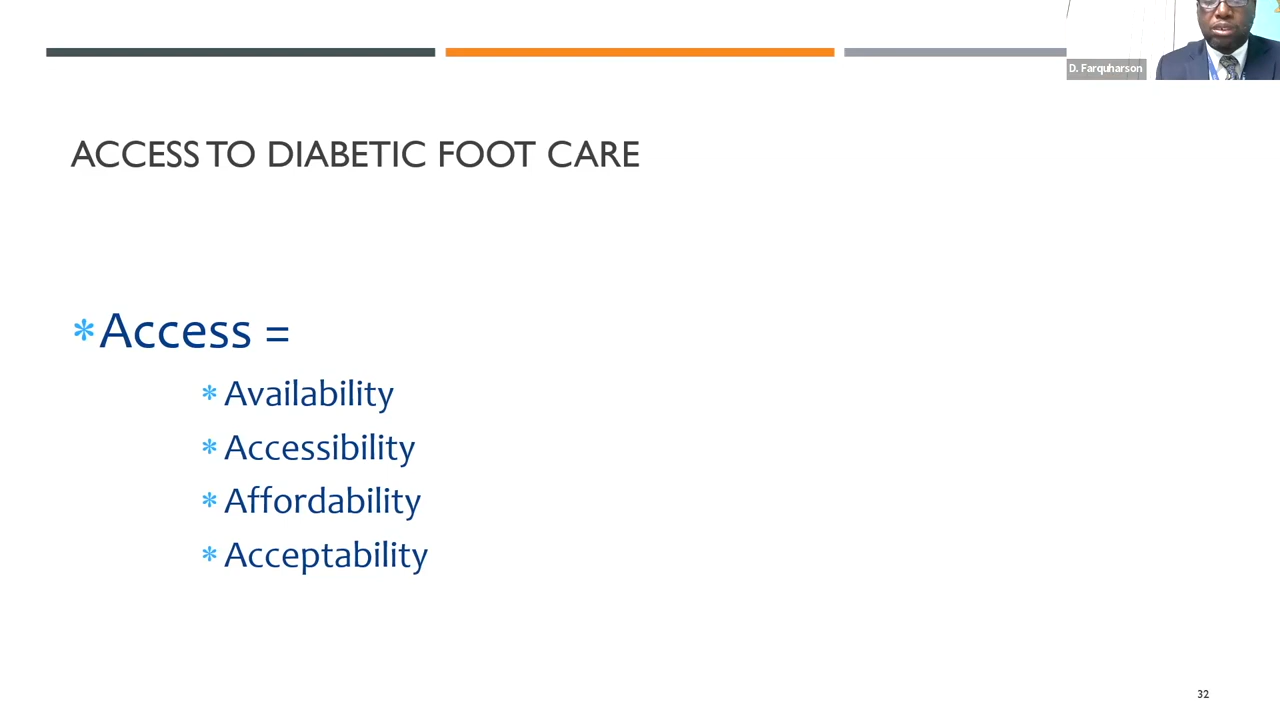 D. Farquharson
ACCESS TO DIABETIC FOOT CARE
*Access =
* Availability
* Accessibility
* Affordability
* Acceptability
32